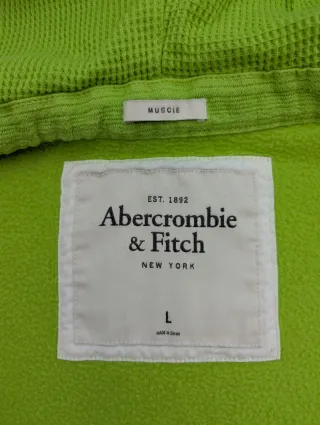 MUSCLE
EST. 1892
Abercrombie
& Fitch
NEW YORK
L